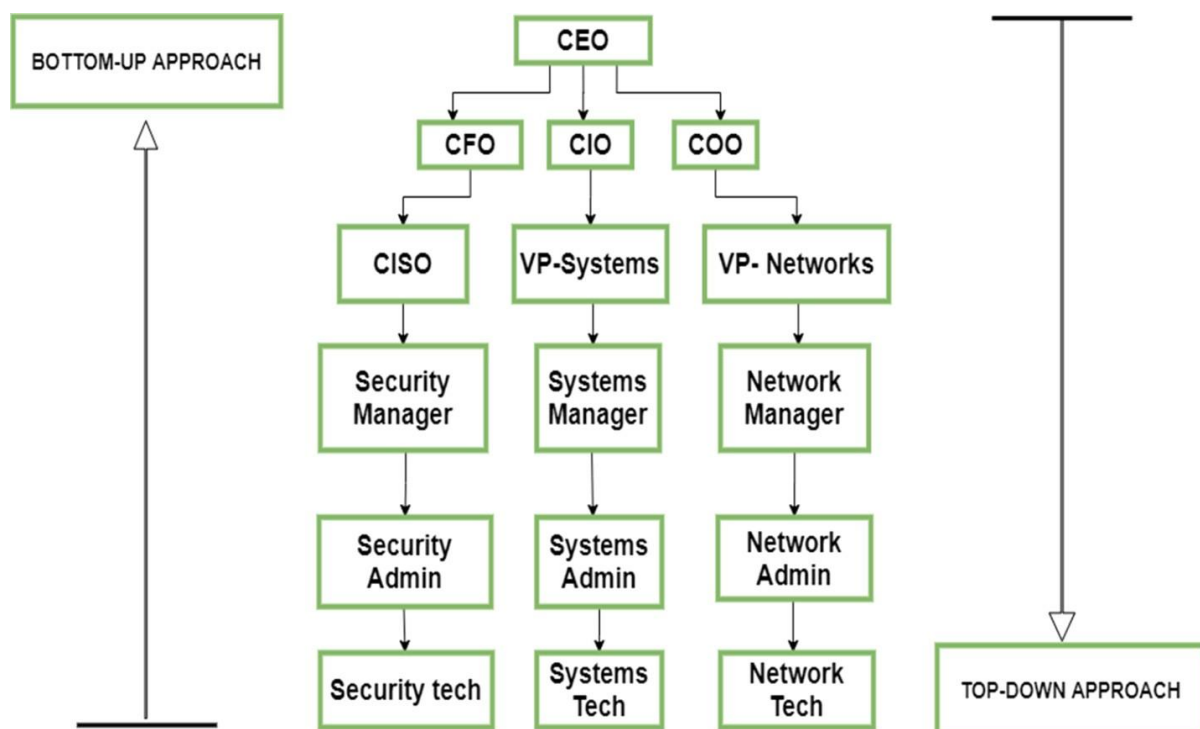 BOTTOM-UP APPROACH
CEO
CFO
CIO
COO
CISO
VP-Systems
VP- Networks
Security
Manager
Systems
Manager
Network
Manager
Security
Admin
Systems
Admin
Network
Admin
Security tech
Systems
Tech
Network
Tech
TOP-DOWN APPROACH